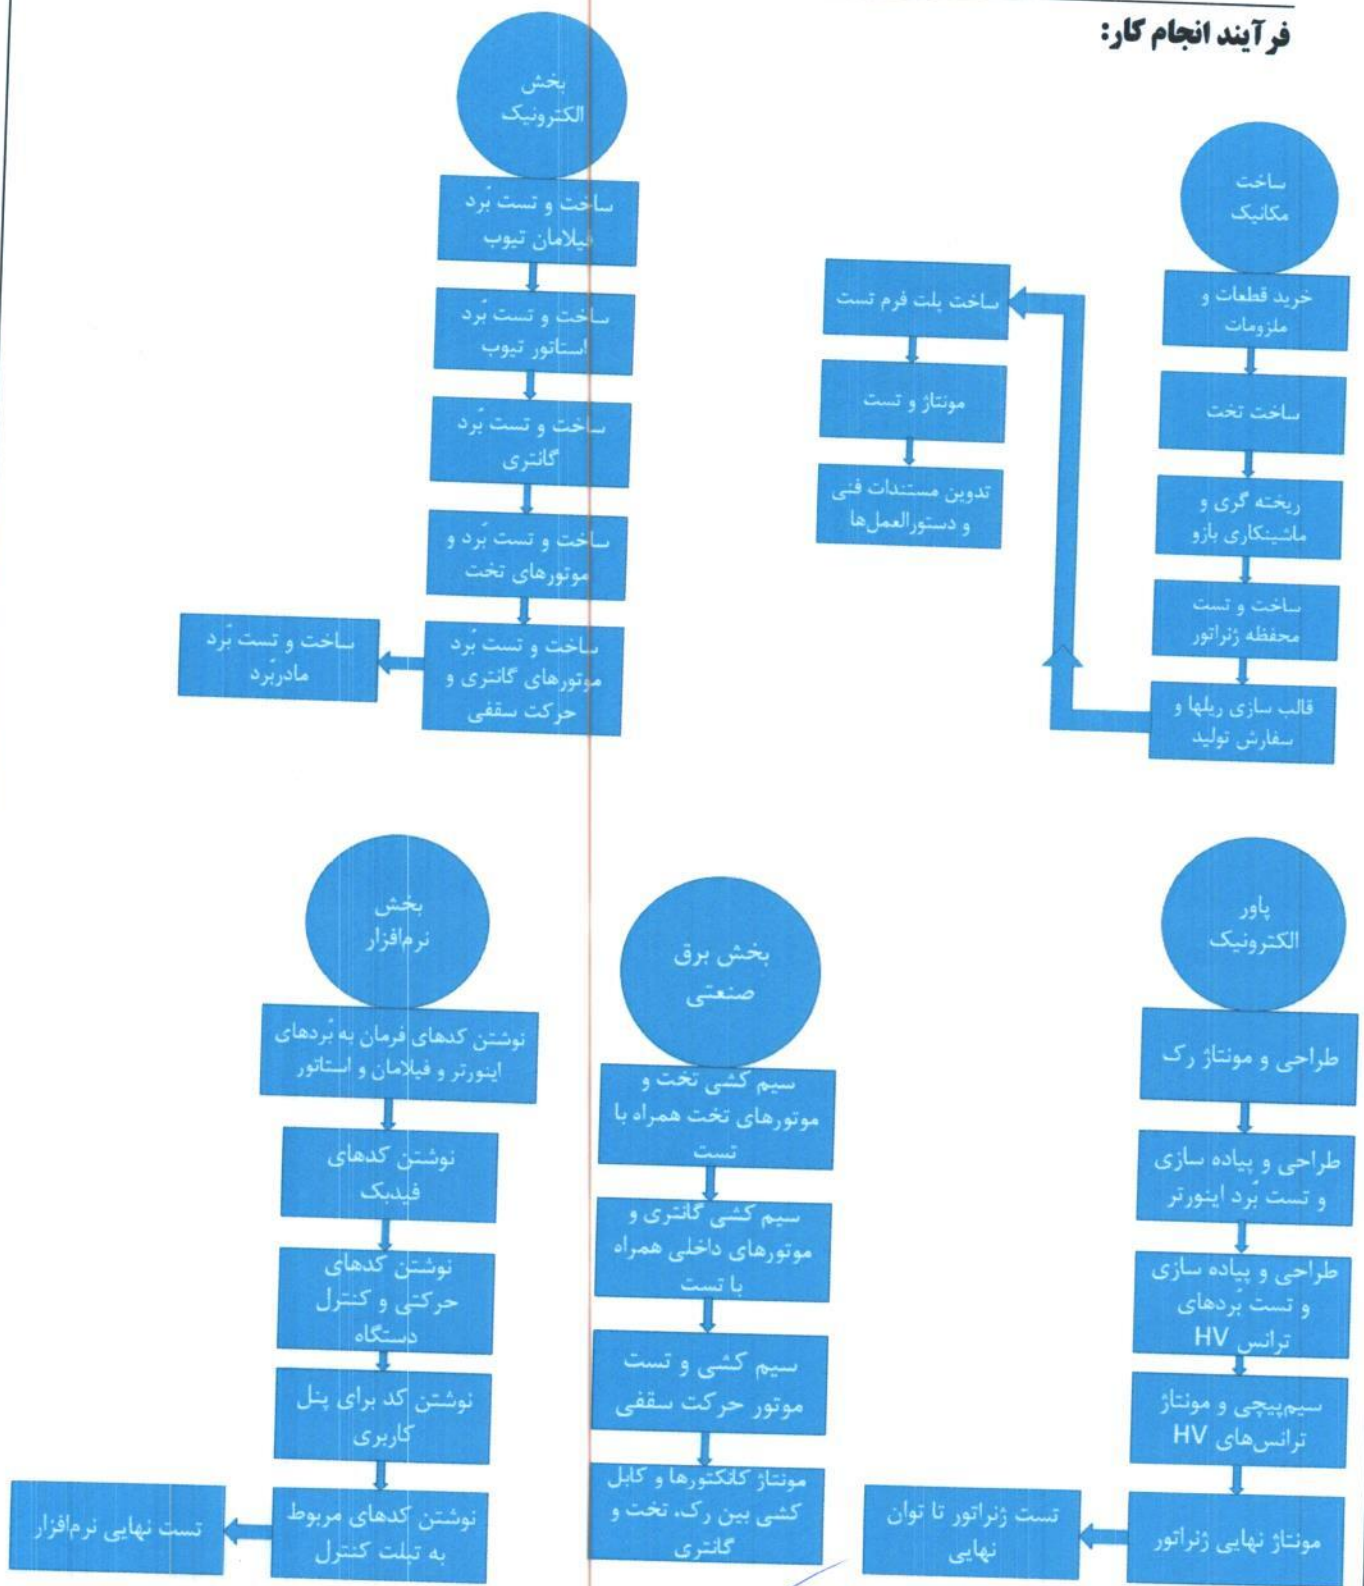 فرآیند انجام کار:
ساخت
مکانیک
خرید قطعات و
ملزومات
ساخت تخت
ریخته گری و
ماشینکاری بازو
ساخت و تست
محفظه ژنراتور
قالب سازی ریلها و
سفارش تولید
ساخت پلت فرم تست
مونتاژ و تست
تدوین مستندات فنی
و دستورالعمل‌ها
بخش
الکترونیک
ساخت و تست بُرد
فیلامان تیوب
ساخت و تست بُرد
استاتور تیوب
ساخت و تست بُرد
گانتری
ساخت و تست بُرد و
موتورهای تخت
ساخت و تست بُرد
موتورهای گانتری و
حرکت سقفی
ساخت و تست بُرد
مادربُرد
پاور
الکترونیک
طراحی و مونتاژ رک
طراحی و پیاده سازی
و تست بُرد اینورتر
طراحی و پیاده سازی
و تست بُردهای
ترانس HV
سیم‌پیچی و مونتاژ
ترانس‌های HV
مونتاژ نهایی ژنراتور
تست ژنراتور تا توان
نهایی
بخش برق
صنعتی
سیم کشی تخت و
موتورهای تخت همراه با
تست
سیم کشی گانتری و
موتورهای داخلی همراه
با تست
سیم کشی و تست
موتور حرکت سقفی
مونتاژ کانکتورها و کابل
کشی بین رک، تخت و
گانتری
بخش
نرم‌افزار
نوشتن کدهای فرمان به بُردهای
اینورتر و فیلامان و استاتور
نوشتن کدهای
فیدبک
نوشتن کدهای
حرکتی و کنترل
دستگاه
نوشتن کد برای پنل
کاربری
نوشتن کدهای مربوط
به تبلت کنترل
تست نهایی نرم‌افزار